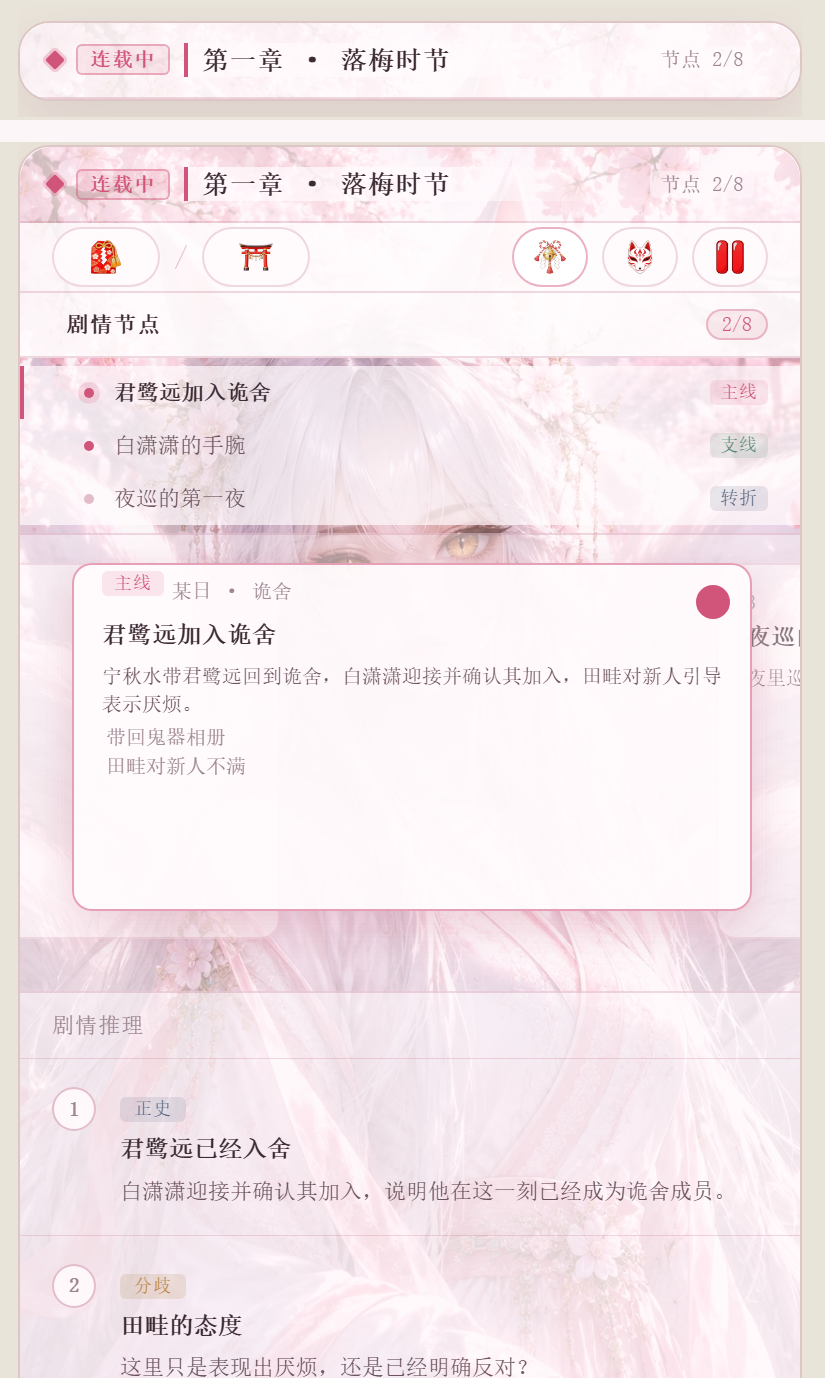 连载中 第一章 • 落梅时节 节点 2/8
连载中 第一章 • 落梅时节 节点 2/8
/
剧情节点 2/8
君鹭远加入诡舍 主线
白潇潇的手腕 支线
夜巡的第一夜 转折
主线 某日 • 诡舍
君鹭远加入诡舍
夜巡
宁秋水带君鹭远回到诡舍，白潇潇迎接并确认其加入，田畦对新人引导
夜里巡
表示厌烦。
带回鬼器相册
田畦对新人不满
剧情推理
1 正史
君鹭远已经入舍
白潇潇迎接并确认其加入，说明他在这一刻已经成为诡舍成员。
2 分歧
田畦的态度
这里只是表现出厌烦，还是已经明确反对？